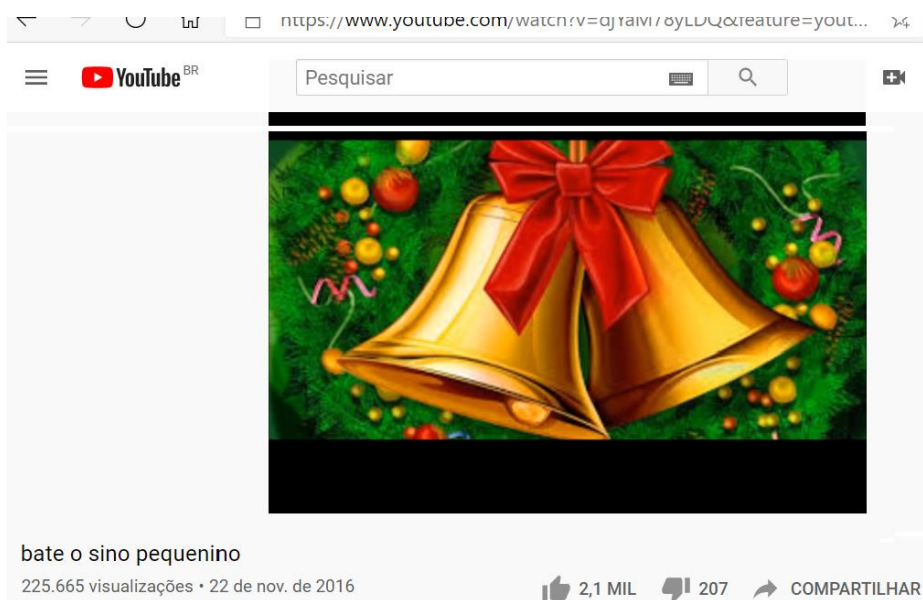 https://www.youtube.com/watch?v=djYaM78yLDQ&feature=yout...
YouTube BR
Pesquisar
bate o sino pequenino
225.665 visualizações • 22 de nov. de 2016
2,1 MIL 207 COMPARTILHAR